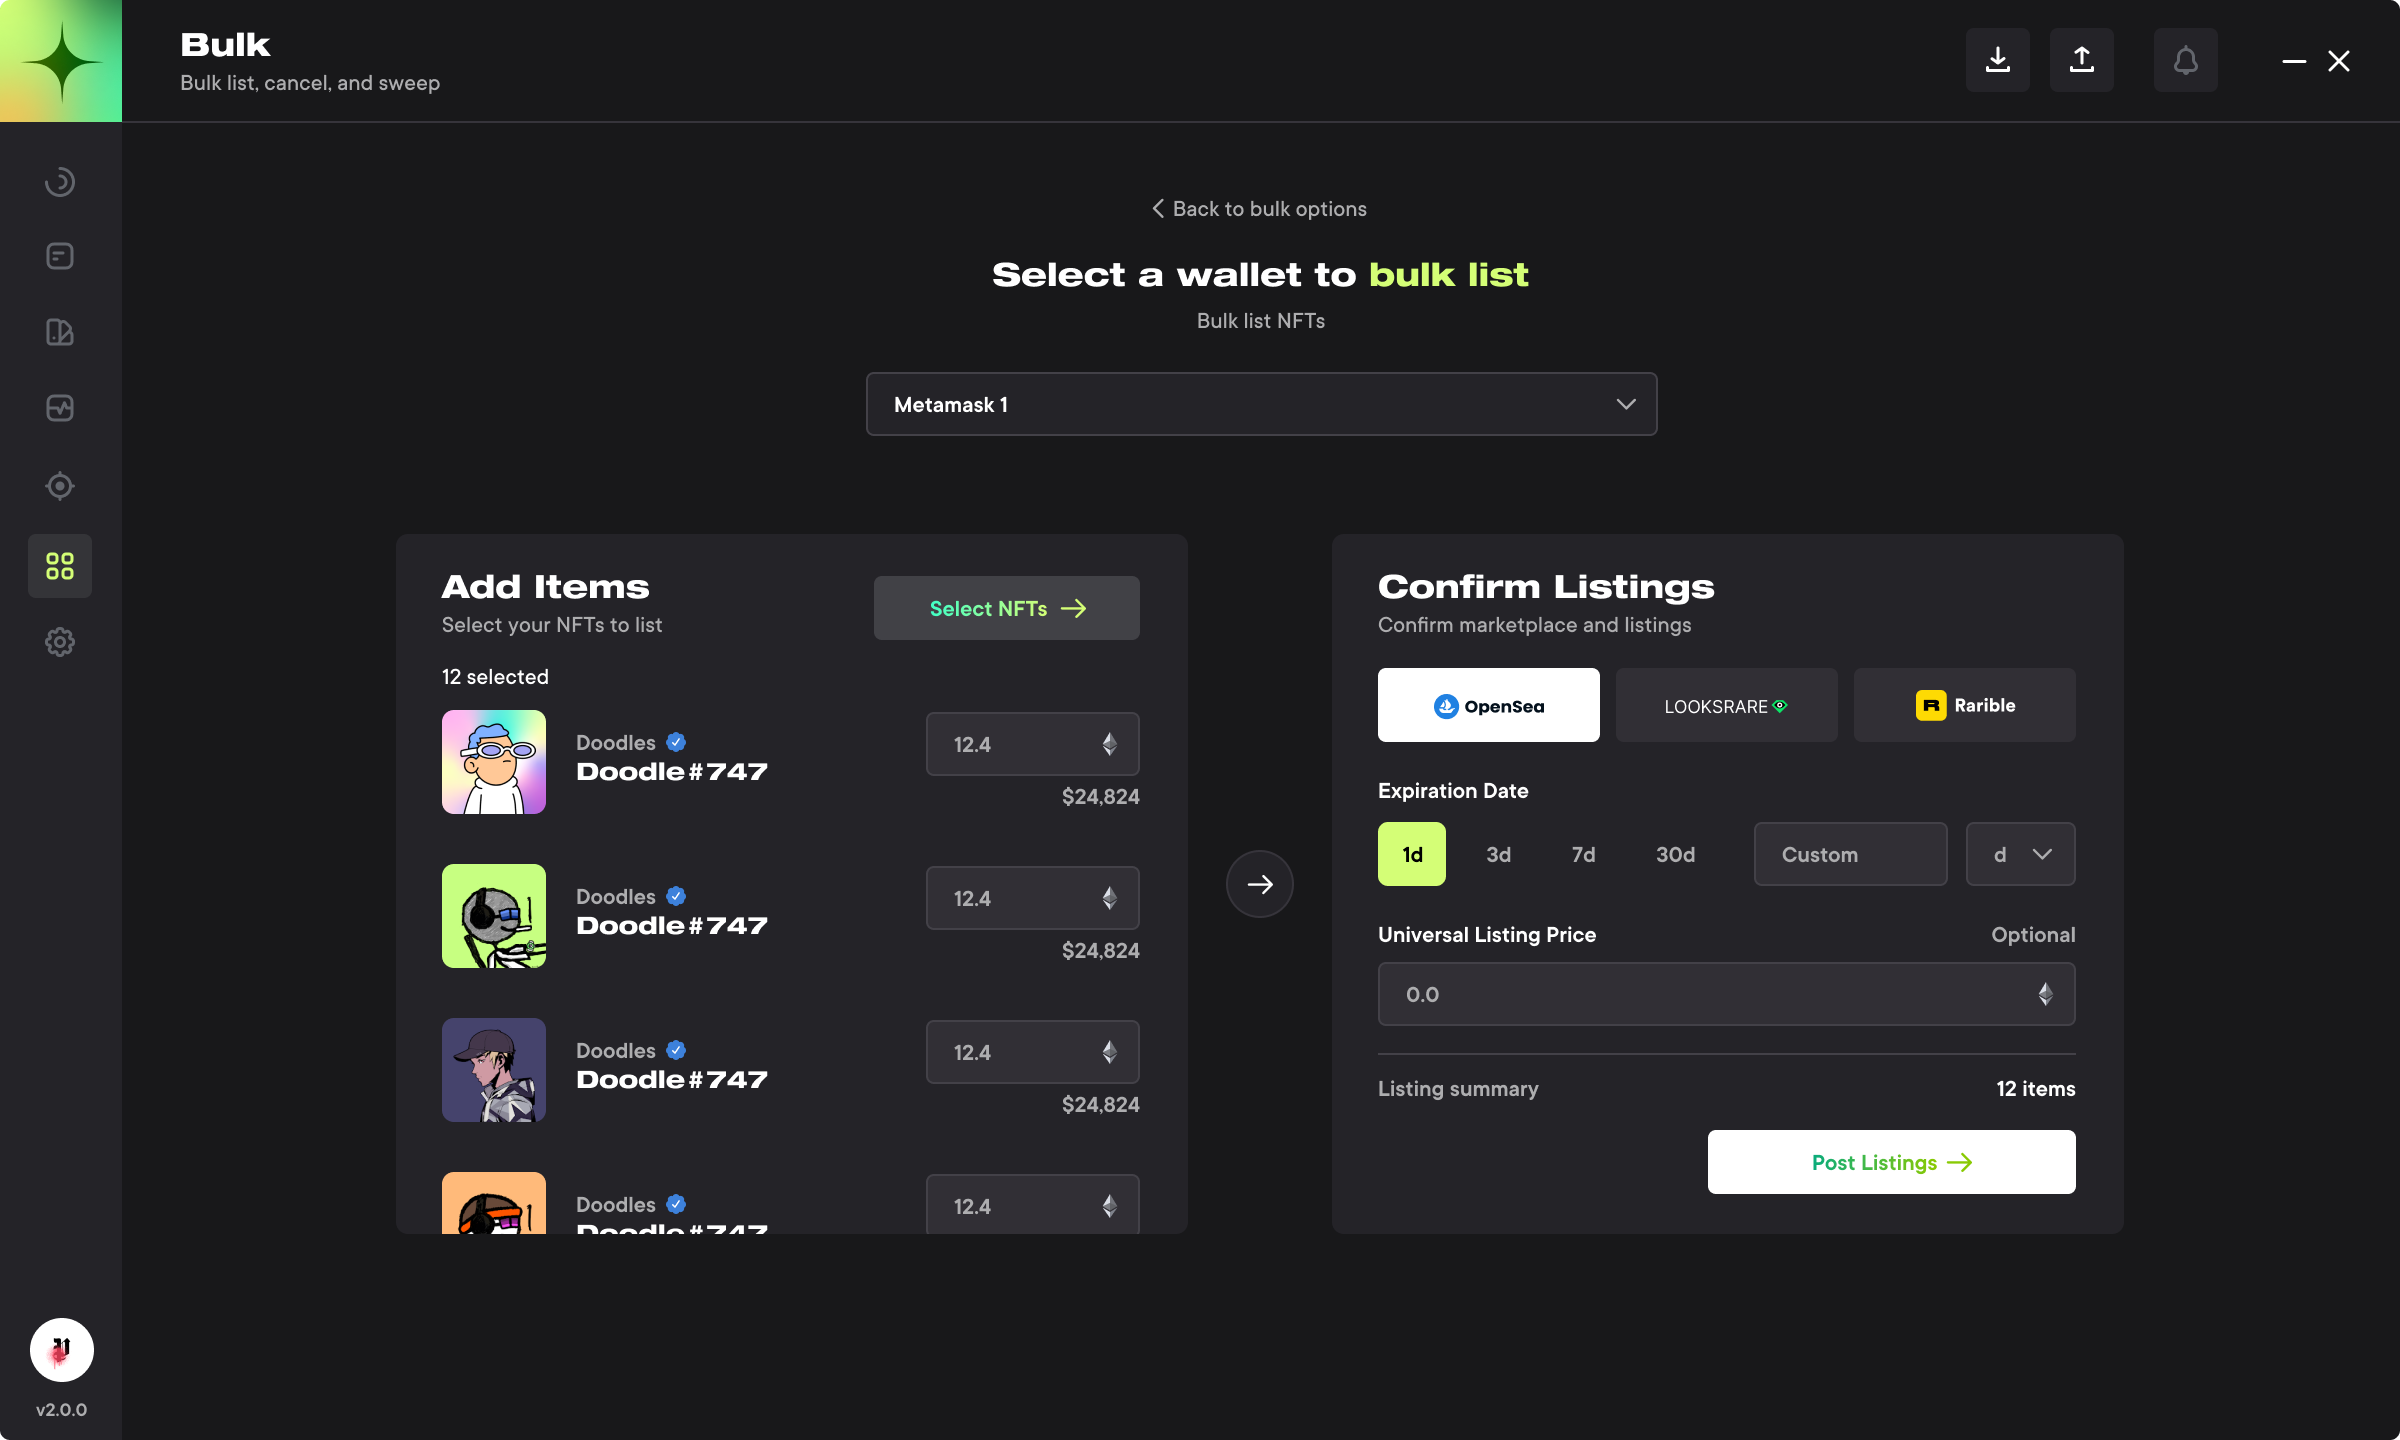 Bulk
Bulk list, cancel, and sweep
Back to bulk options
Select a wallet to bulk list
Bulk list NFTs
Metamask 1
Add Items
Select your NFTs to list
Select NFTs
12 selected
Doodles
Doodle#747
12.4
$24,824
Doodles
Doodle#747
12.4
$24,824
Doodles
Doodle#747
12.4
$24,824
Doodles
Doodle#747
12.4
Confirm Listings
Confirm marketplace and listings
OpenSea
LOOKSRARE
R Rarible
Expiration Date
1d
3d
7d
30d
Custom
d
Universal Listing Price
Optional
0.0
Listing summary
12 items
Post Listings
v2.0.0